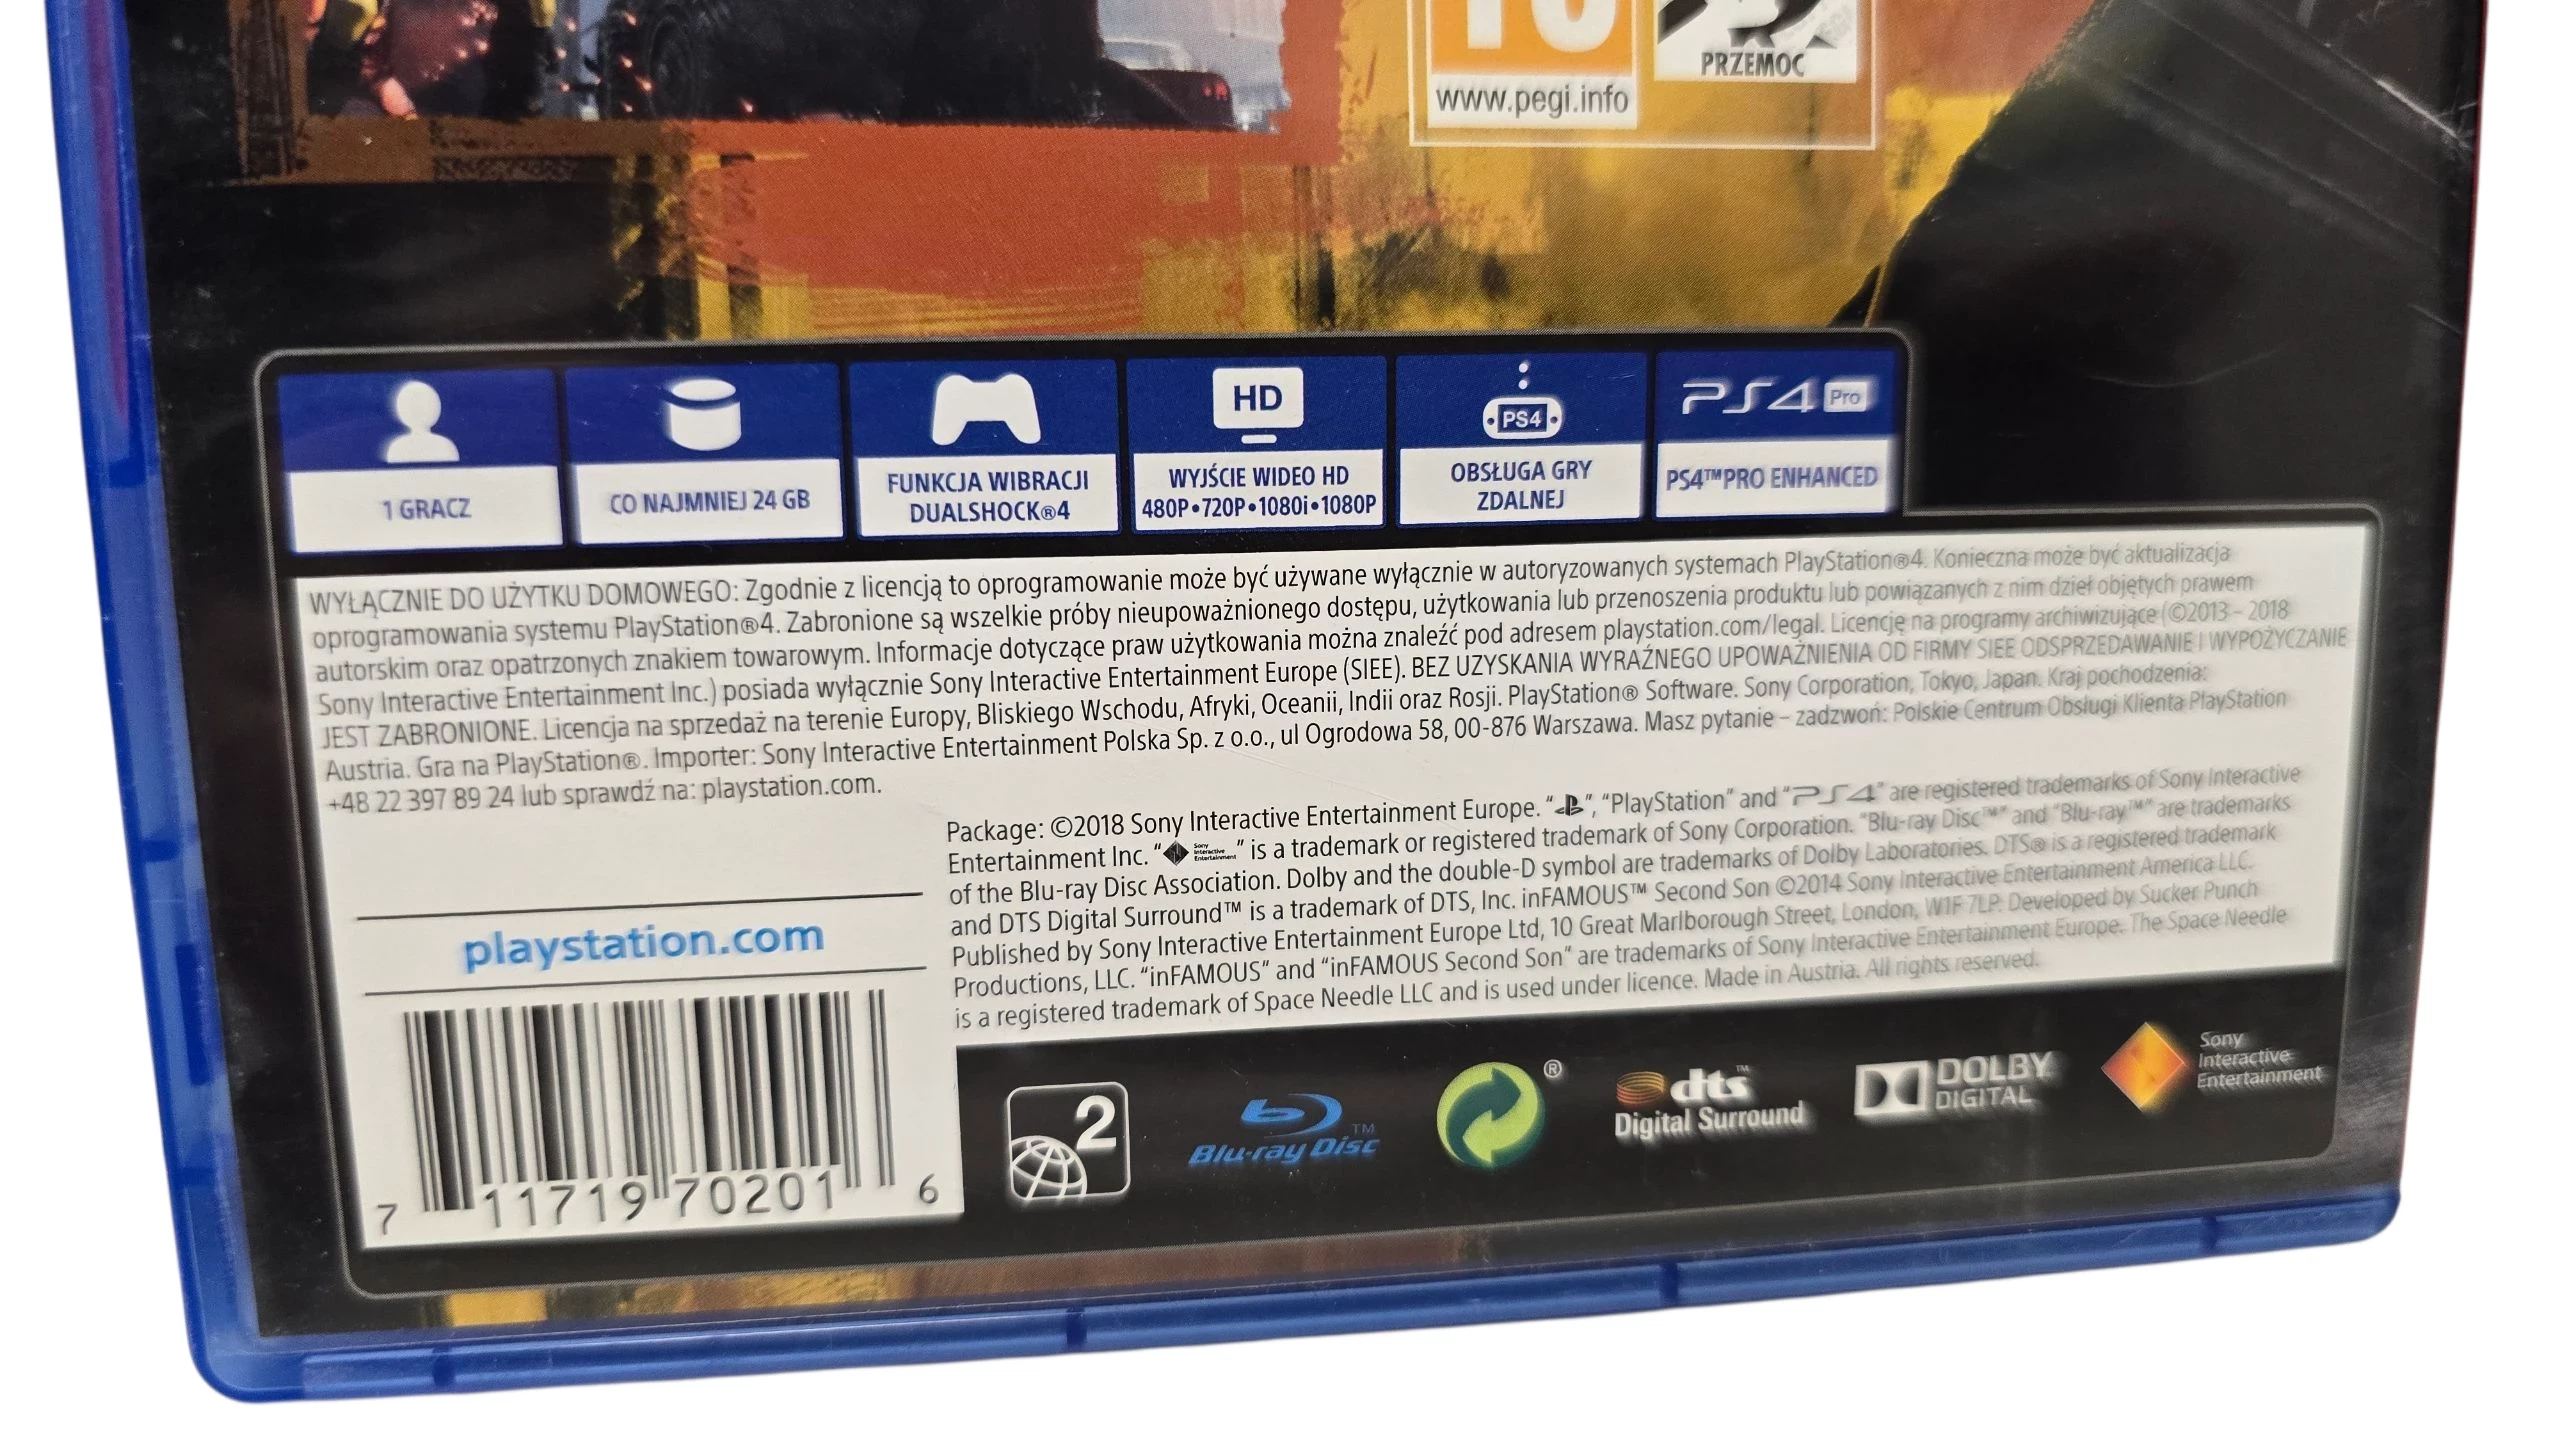 PRZEMOC
www.pegi.info
HD
PS4
PS4 Pro
1 GRACZ
CO NAJMNIEJ 24 GB
FUNKCJA WIBRACJI
DUALSHOCK®4
WYJŚCIE WIDEO HD
480P•720P•1080i•1080P
OBSŁUGA GRY
ZDALNEJ
PS4™PRO ENHANCED
WYŁĄCZNIE DO UŻYTKU DOMOWEGO: Zgodnie z licencją to oprogramowanie może być używane wyłącznie w autoryzowanych systemach PlayStation®4. Konieczna może być aktualizacja
oprogramowania systemu PlayStation®4. Zabronione są wszelkie próby nieupoważnionego dostępu, użytkowania lub przenoszenia produktu lub powiązanych z nim dzieł objętych prawem
autorskim oraz opatrzonych znakiem towarowym. Informacje dotyczące praw użytkowania można znaleźć pod adresem playstation.com/legal. Licencję na programy archiwizujące (©2013 – 2018
Sony Interactive Entertainment Inc.) posiada wyłącznie Sony Interactive Entertainment Europe (SIEE). BEZ UZYSKANIA WYRAŹNEGO UPOWAŻNIENIA OD FIRMY SIEE ODSPRZEDAWANIE I WYPOŻYCZANIE
JEST ZABRONIONE. Licencja na sprzedaż na terenie Europy, Bliskiego Wschodu, Afryki, Oceanii, Indii oraz Rosji. PlayStation® Software. Sony Corporation, Tokyo, Japan. Kraj pochodzenia:
Austria. Gra na PlayStation®. Importer: Sony Interactive Entertainment Polska Sp. z o.o., ul Ogrodowa 58, 00-876 Warszawa. Masz pytanie – zadzwoń: Polskie Centrum Obsługi Klienta PlayStation
+48 22 397 89 24 lub sprawdź na: playstation.com.
Package: ©2018 Sony Interactive Entertainment Europe. “ ”, “PlayStation” and “PS4” are registered trademarks of Sony Interactive
Entertainment Inc. “Sony Interactive Entertainment” is a trademark or registered trademark of Sony Corporation. “Blu-ray Disc™” and “Blu-ray™” are trademarks
of the Blu-ray Disc Association. Dolby and the double-D symbol are trademarks of Dolby Laboratories. DTS® is a registered trademark
and DTS Digital Surround™ is a trademark of DTS, Inc. inFAMOUS™ Second Son ©2014 Sony Interactive Entertainment America LLC.
Published by Sony Interactive Entertainment Europe Ltd, 10 Great Marlborough Street, London, W1F 7LP. Developed by Sucker Punch
Productions, LLC. “inFAMOUS” and “inFAMOUS Second Son” are trademarks of Sony Interactive Entertainment Europe. The Space Needle
is a registered trademark of Space Needle LLC and is used under licence. Made in Austria. All rights reserved.
playstation.com
7 11719 70201 6
2
Blu-ray Disc™
®
dts™
Digital Surround
DOLBY
DIGITAL
Sony
Interactive
Entertainment